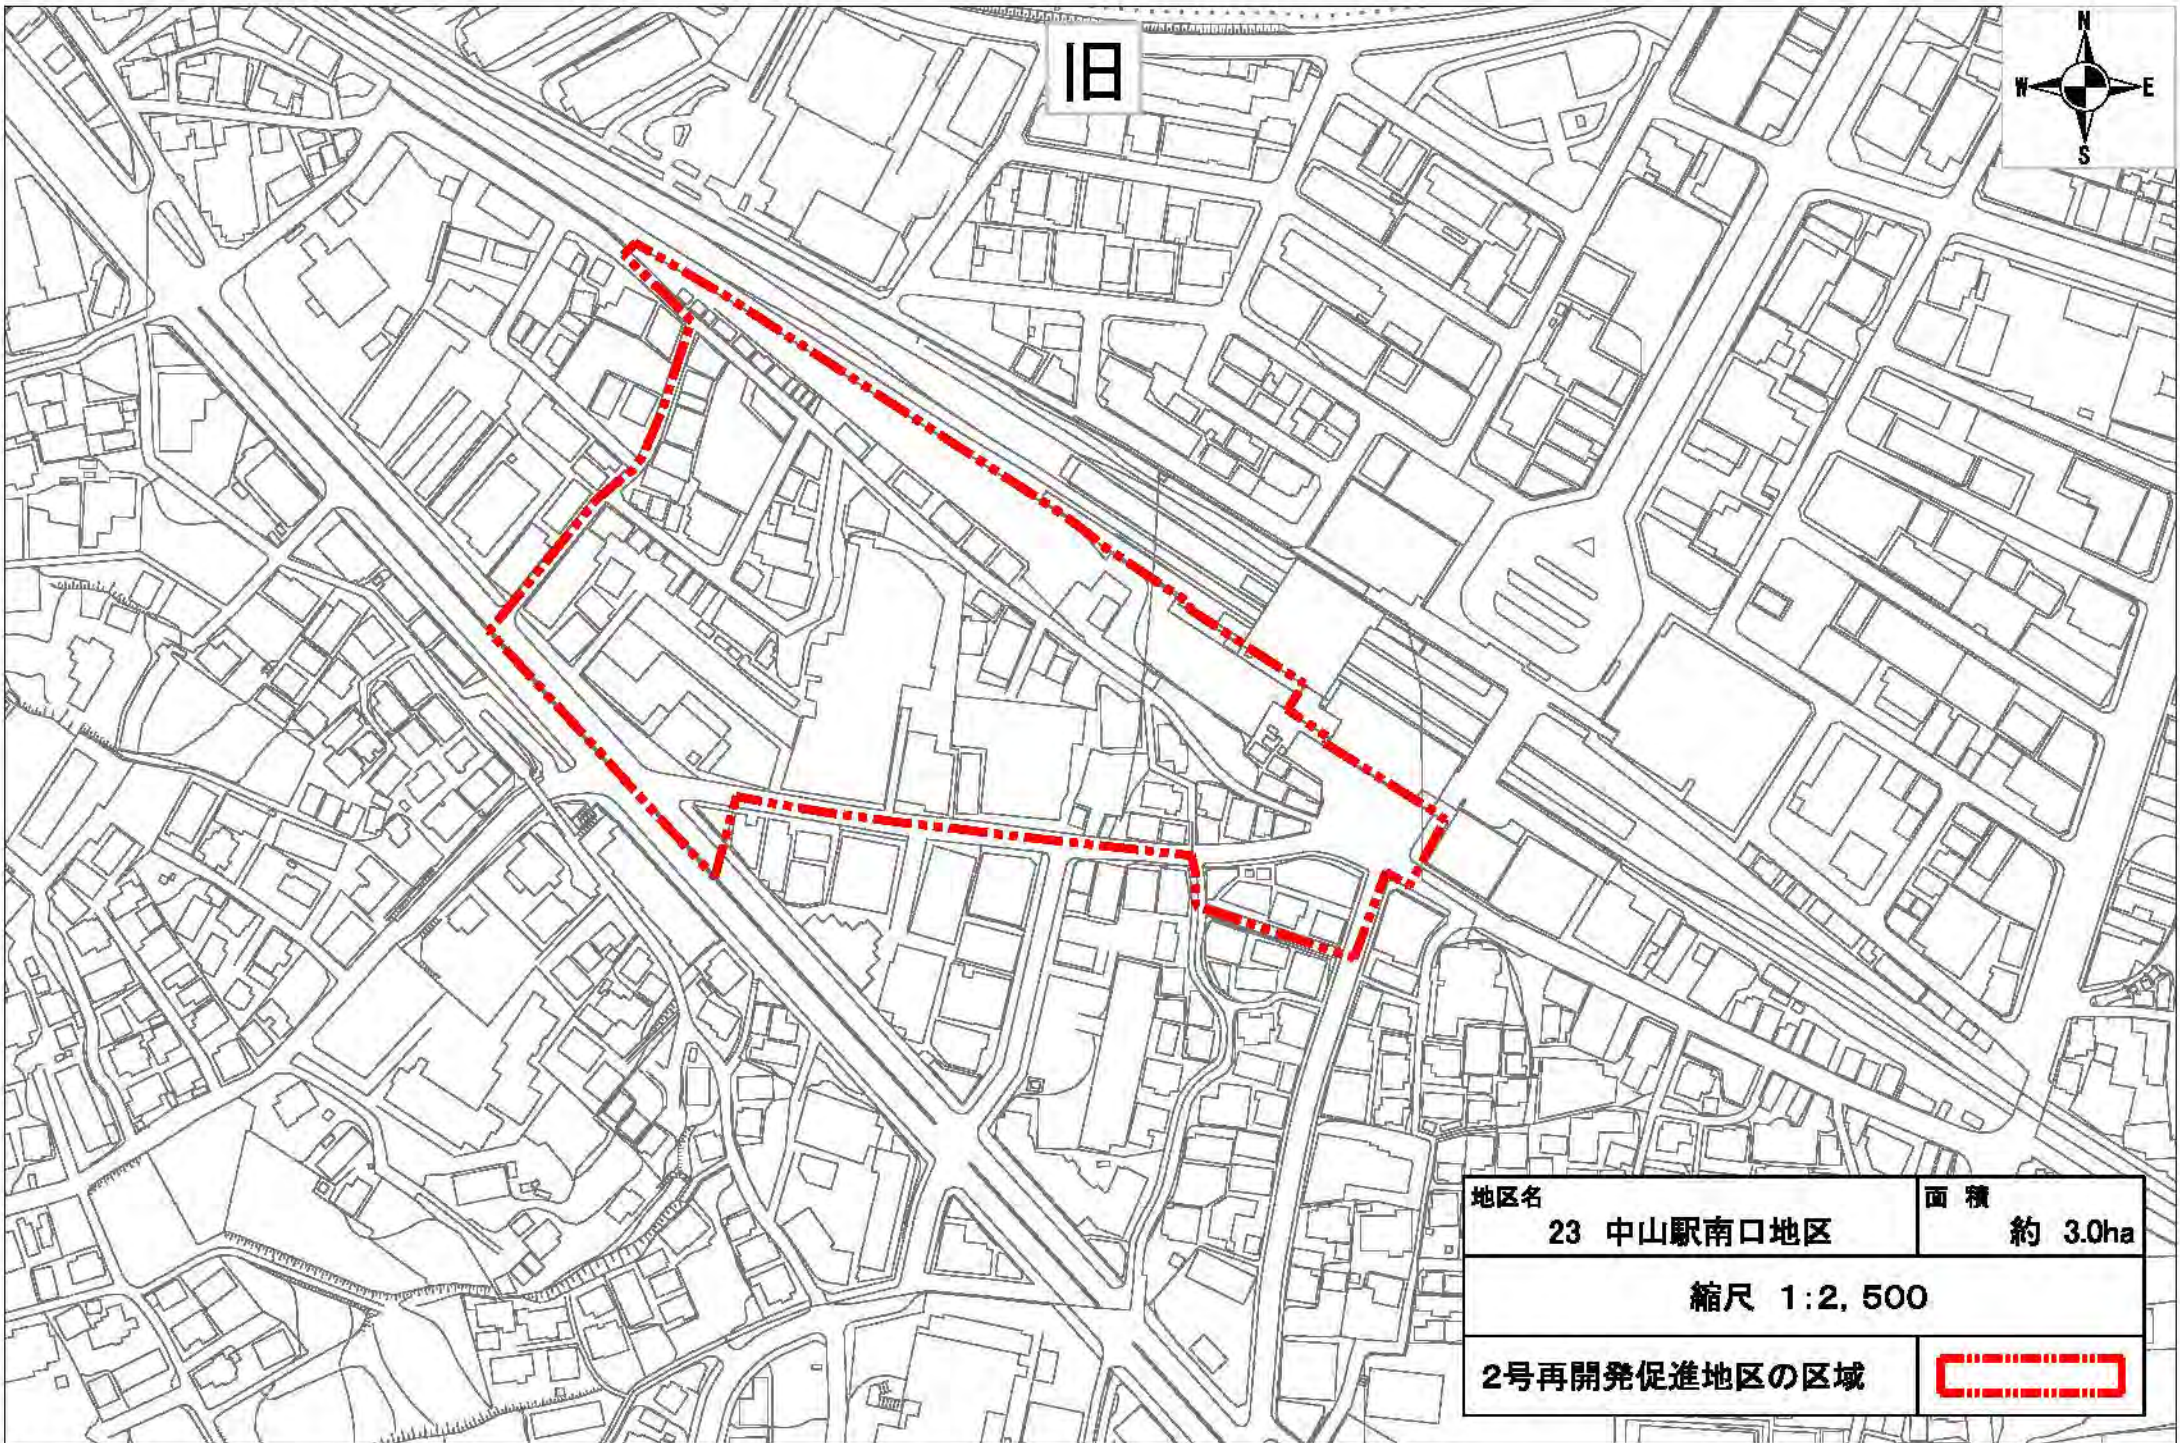 旧
N
W E
S
地区名
23 中山駅南口地区
面 積
約 3.0ha
縮尺 1:2,500
2号再開発促進地区の区域